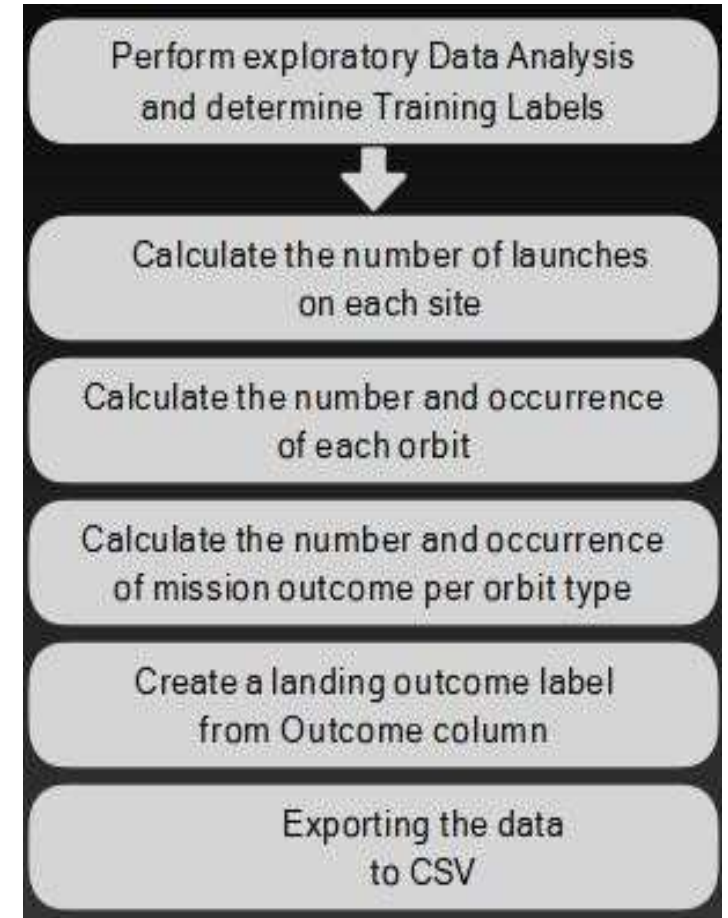 Perform exploratory Data Analysis
and determine Training Labels
Calculate the number of launches
on each site
Calculate the number and occurrence
of each orbit
Calculate the number and occurrence
of mission outcome per orbit type
Create a landing outcome label
from Outcome column
Exporting the data
to CSV